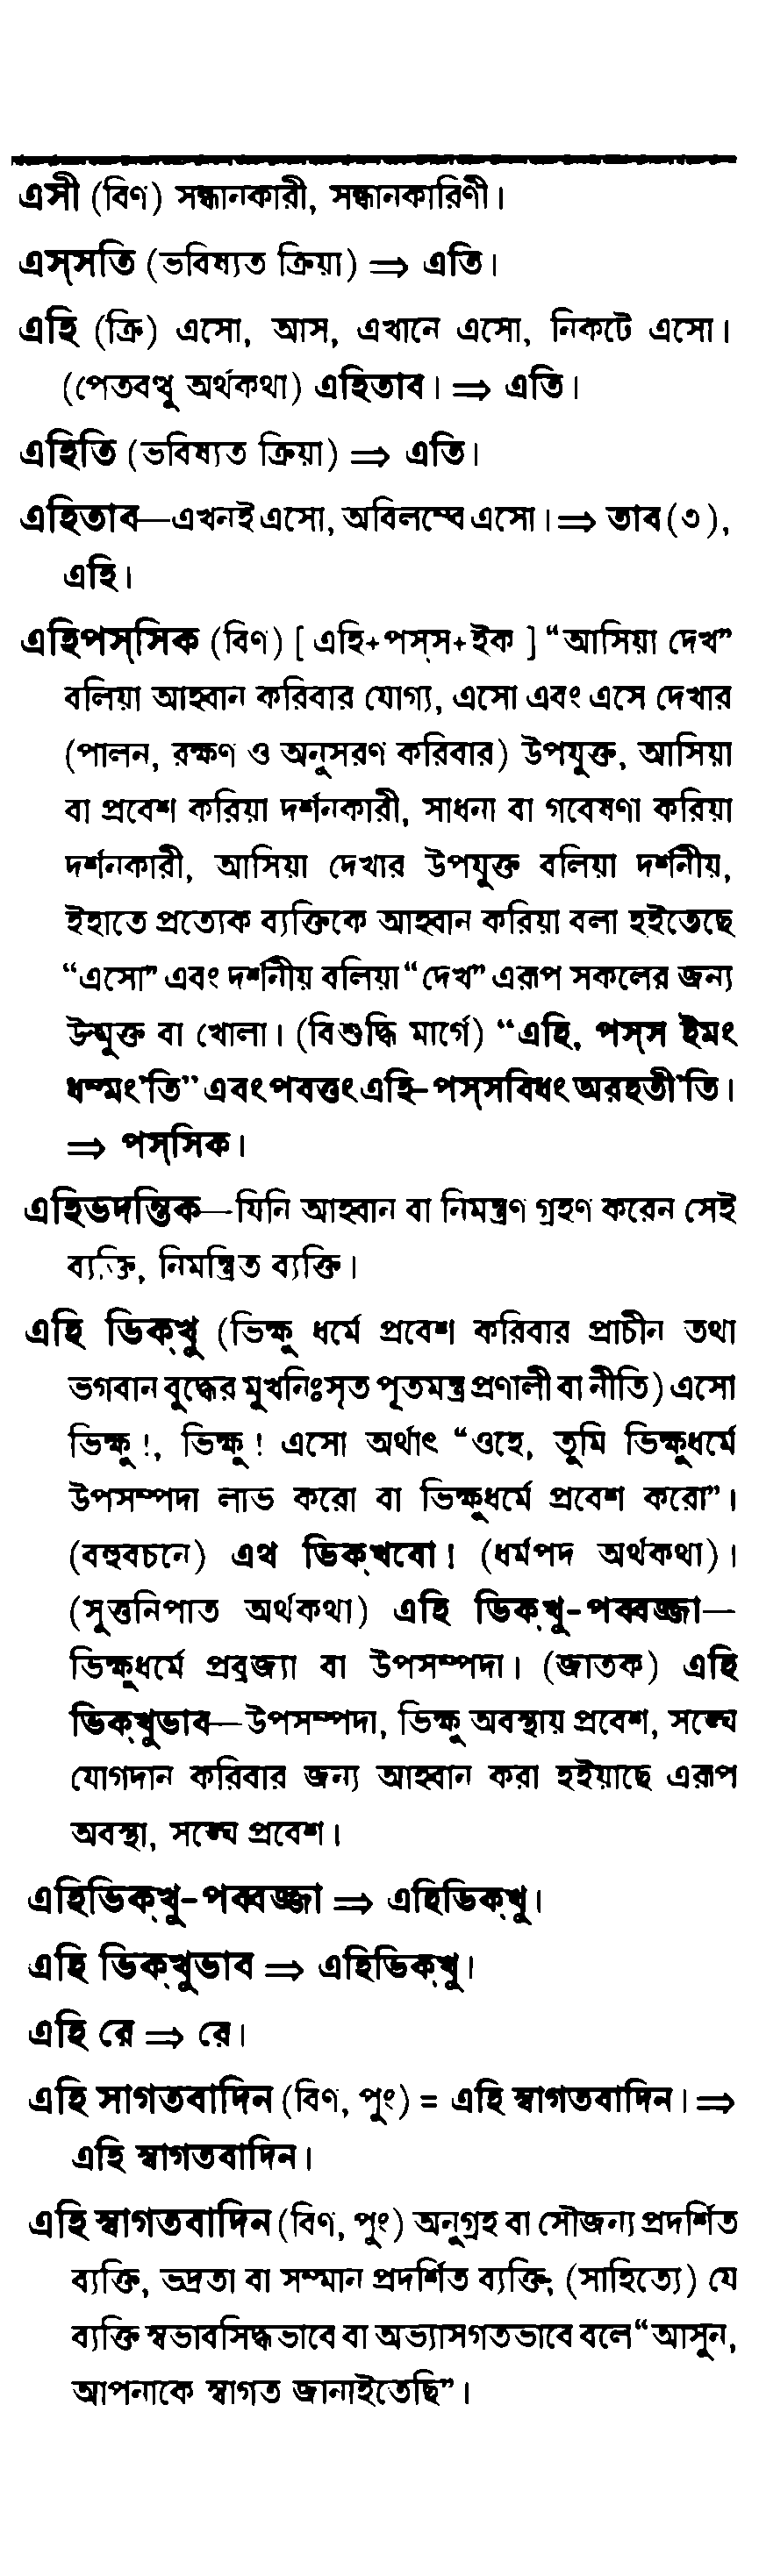 এসী (বিণ) সন্ধানকারী, সন্ধানকারিণী।
এস্‌সতি (ভবিষ্যত ক্রিয়া) ⇒ এতি।
এহি (ক্রি) এসো, আস, এখানে এসো, নিকটে এসো।
(পেতবত্থু অর্থকথা) এহিতাব। ⇒ এতি।
এহিতি (ভবিষ্যত ক্রিয়া) ⇒ এতি।
এহিতাব—এখনই এসো, অবিলম্বে এসো। ⇒ তাব (৩),
এহি।
এহিপস্‌সিক (বিণ) [ এহি+পস্‌স+ইক ] “আসিয়া দেখ”
বলিয়া আহ্বান করিবার যোগ্য, এসো এবং এসে দেখার
(পালন, রক্ষণ ও অনুসরণ করিবার) উপযুক্ত, আসিয়া
বা প্রবেশ করিয়া দর্শনকারী, সাধনা বা গবেষণা করিয়া
দর্শনকারী, আসিয়া দেখার উপযুক্ত বলিয়া দর্শনীয়,
ইহাতে প্রত্যেক ব্যক্তিকে আহ্বান করিয়া বলা হইতেছে
“এসো” এবং দর্শনীয় বলিয়া “দেখ” এরূপ সকলের জন্য
উন্মুক্ত বা খোলা। (বিশুদ্ধি মার্গে) “এহি, পস্‌স ইমং
ধম্মং'তি” এবং পবত্তং এহি-পস্‌সবিধং অরহতী'তি।
⇒ পস্‌সিক।
এহিভদন্তিক—যিনি আহ্বান বা নিমন্ত্রণ গ্রহণ করেন সেই
ব্যক্তি, নিমন্ত্রিত ব্যক্তি।
এহি ভিক্‌খু (ভিক্ষু ধর্মে প্রবেশ করিবার প্রাচীন তথা
ভগবান বুদ্ধের মুখনিঃসৃত পূতমন্ত্র প্রণালী বা নীতি) এসো
ভিক্ষু !, ভিক্ষু ! এসো অর্থাৎ “ওহে, তুমি ভিক্ষুধর্মে
উপসম্পদা লাভ করো বা ভিক্ষুধর্মে প্রবেশ করো”।
(বহুবচনে) এথ ভিক্‌খবো ! (ধর্মপদ অর্থকথা)।
(সুত্তনিপাত অর্থকথা) এহি ভিক্‌খু-পব্বজ্জা—
ভিক্ষুধর্মে প্রব্রজ্যা বা উপসম্পদা। (জাতক) এহি
ভিক্‌খুভাব—উপসম্পদা, ভিক্ষু অবস্থায় প্রবেশ, সঙ্ঘে
যোগদান করিবার জন্য আহ্বান করা হইয়াছে এরূপ
অবস্থা, সঙ্ঘে প্রবেশ।
এহিভিক্‌খু-পব্বজ্জা ⇒ এহিভিক্‌খু।
এহি ভিক্‌খুভাব ⇒ এহিভিক্‌খু।
এহি রে ⇒ রে।
এহি সাগতবাদিন (বিণ, পুং) = এহি স্বাগতবাদিন। ⇒
এহি স্বাগতবাদিন।
এহি স্বাগতবাদিন (বিণ, পুং) অনুগ্রহ বা সৌজন্য প্রদর্শিত
ব্যক্তি, ভদ্রতা বা সম্মান প্রদর্শিত ব্যক্তি; (সাহিত্যে) যে
ব্যক্তি স্বভাবসিদ্ধভাবে বা অভ্যাসগতভাবে বলে “আসুন,
আপনাকে স্বাগত জানাইতেছি”।